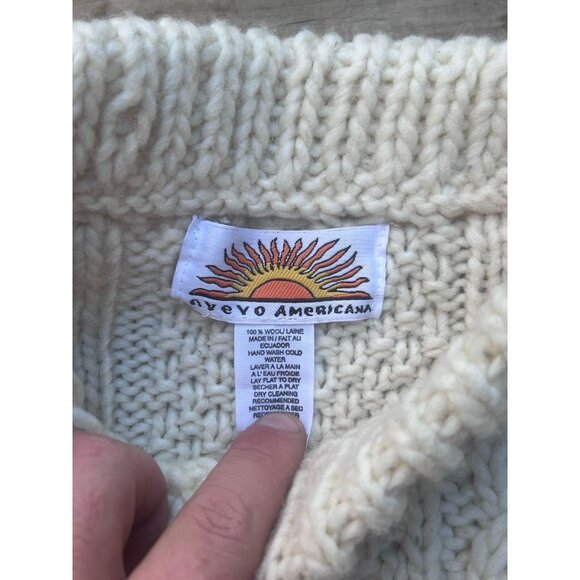 nvevo AMeRiCANA
100 % WOOL/LAINE
MADE IN / FAIT AU
ECUADOR
HAND WASH COLD
WATER
LAVER A LA MAIN
A L' EAU FROIDE
LAY FLAT TO DRY
SECHER A PLAT
DRY CLEANING
RECOMMENDED
NETTOYAGE A SEC